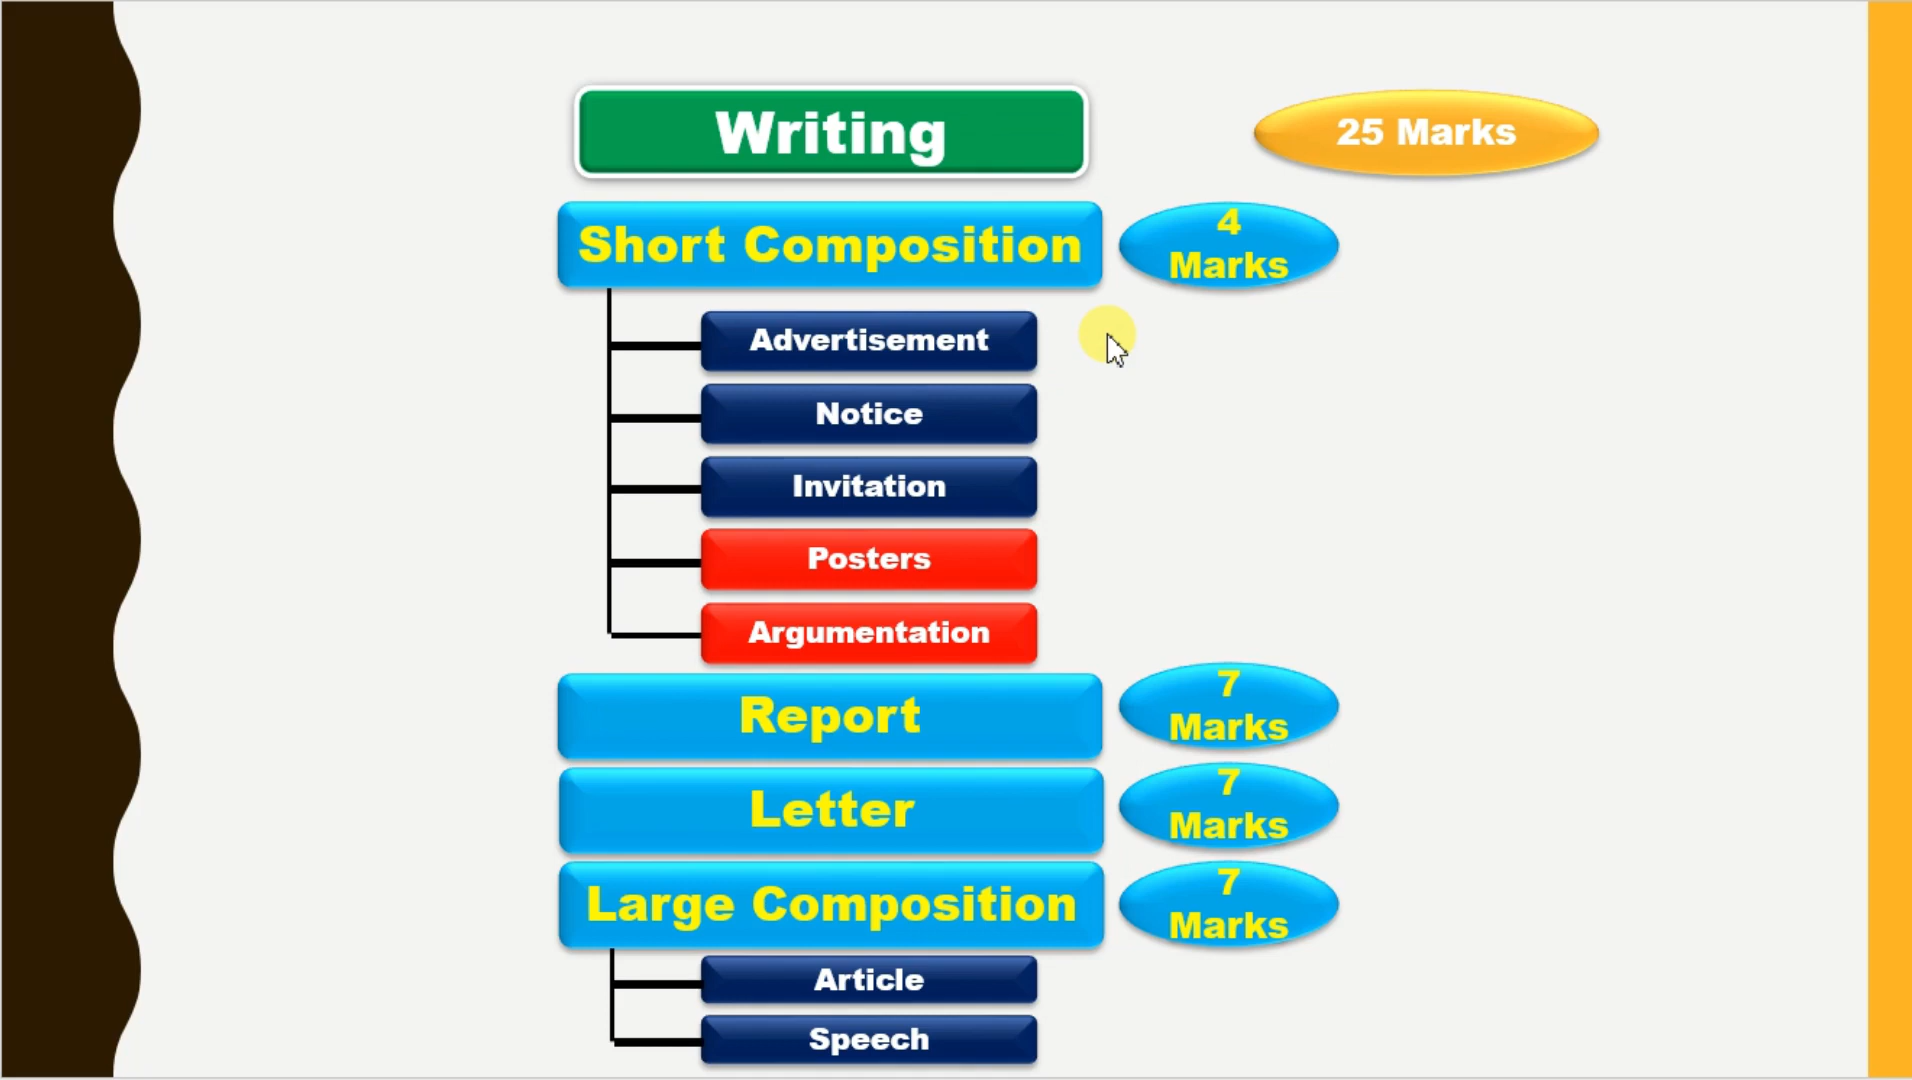 Writing
25 Marks
Short Composition
4
Marks
Advertisement
Notice
Invitation
Posters
Argumentation
Report
7
Marks
Letter
7
Marks
Large Composition
7
Marks
Article
Speech